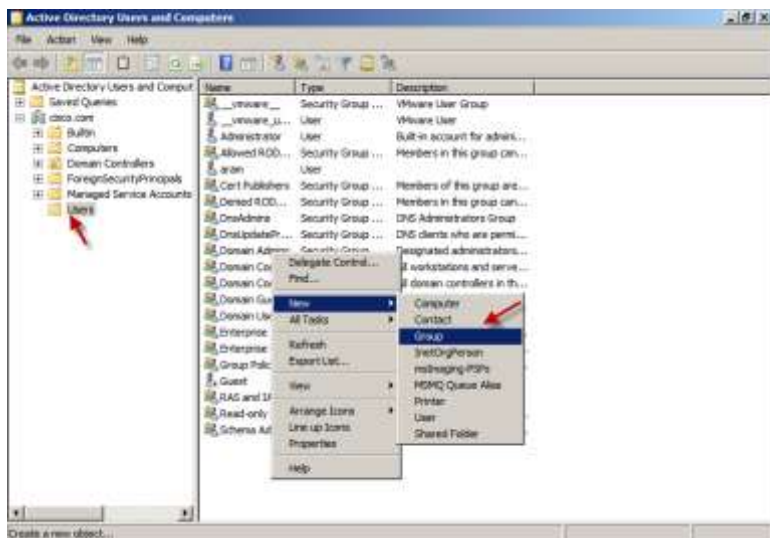 Active Directory Users and Computers
File Action View Help
Active Directory Users and Comput
Saved Queries
cisco.com
Builtin
Computers
Domain Controllers
ForeignSecurityPrincipals
Managed Service Accounts
Users
Name Type Description
__vmware__ Security Group ... VMware User Group
__vmware_u... User VMware User
Administrator User Built-in account for admini...
Allowed ROD... Security Group ... Members in this group can...
User
Cert Publishers Security Group ... Members of this group are...
Denied ROD... Security Group ... Members in this group can...
DnsAdmins Security Group ... DNS Administrators Group
DnsUpdatePr... Security Group ... DNS clients who are permi...
Domain Admins Security Group Designated administrators...
Domain Co workstations and serve...
Domain Co domain controllers in th...
Domain Gu
Domain Us
Enterprise
Enterprise
Group Polic
Guest
RAS and IA
Read-only
Schema Ad
Delegate Control...
Find...
New
All Tasks
Refresh
Export List...
View
Arrange Icons
Line up Icons
Properties
Help
Computer
Contact
Group
InetOrgPerson
msImaging-PSPs
MSMQ Queue Alias
Printer
User
Shared Folder
Create a new object...